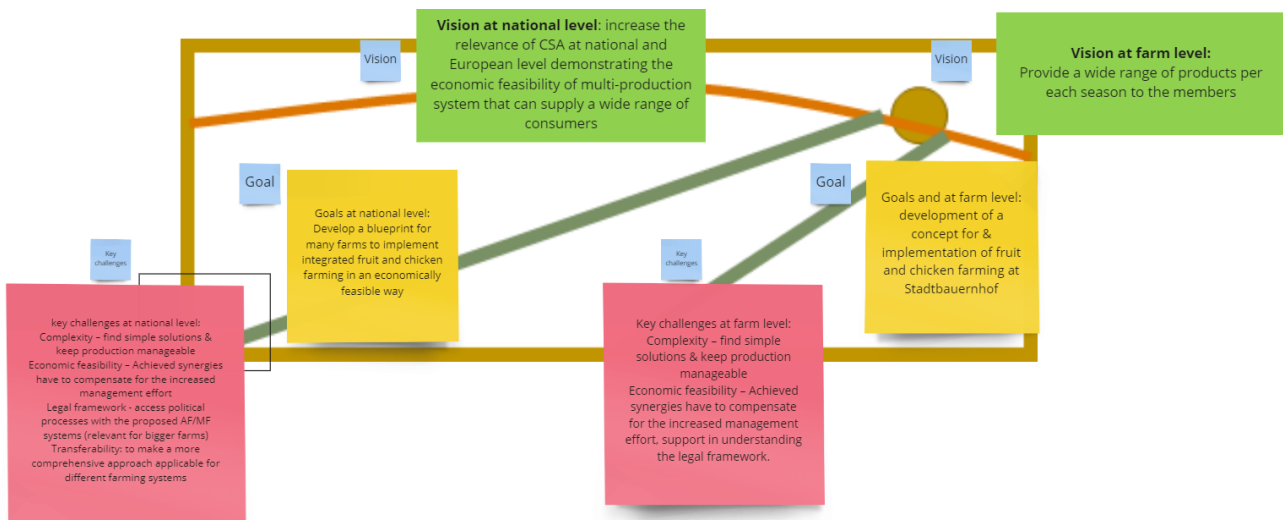 Vision
Vision at national level: increase the
relevance of CSA at national and
European level demonstrating the
economic feasibility of multi-production
system that can supply a wide range of
consumers
Vision
Vision at farm level:
Provide a wide range of products per
each season to the members
Goal
Goals at national level:
Develop a blueprint for
many farms to implement
integrated fruit and chicken
farming in an economically
feasible way
Goal
Goals and at farm level:
development of a
concept for &
implementation of fruit
and chicken farming at
Stadtbauernhof
Key
challenges
key challenges at national level:
Complexity – find simple solutions &
keep production manageable
Economic feasibility – Achieved synergies
have to compensate for the increased
management effort
Legal framework - access political
processes with the proposed AF/MF
systems (relevant for bigger farms)
Transferability: to make a more
comprehensive approach applicable for
different farming systems
Key
challenges
Key challenges at farm level:
Complexity – find simple
solutions & keep production
manageable
Economic feasibility – Achieved
synergies have to compensate
for the increased management
effort, support in understanding
the legal framework.